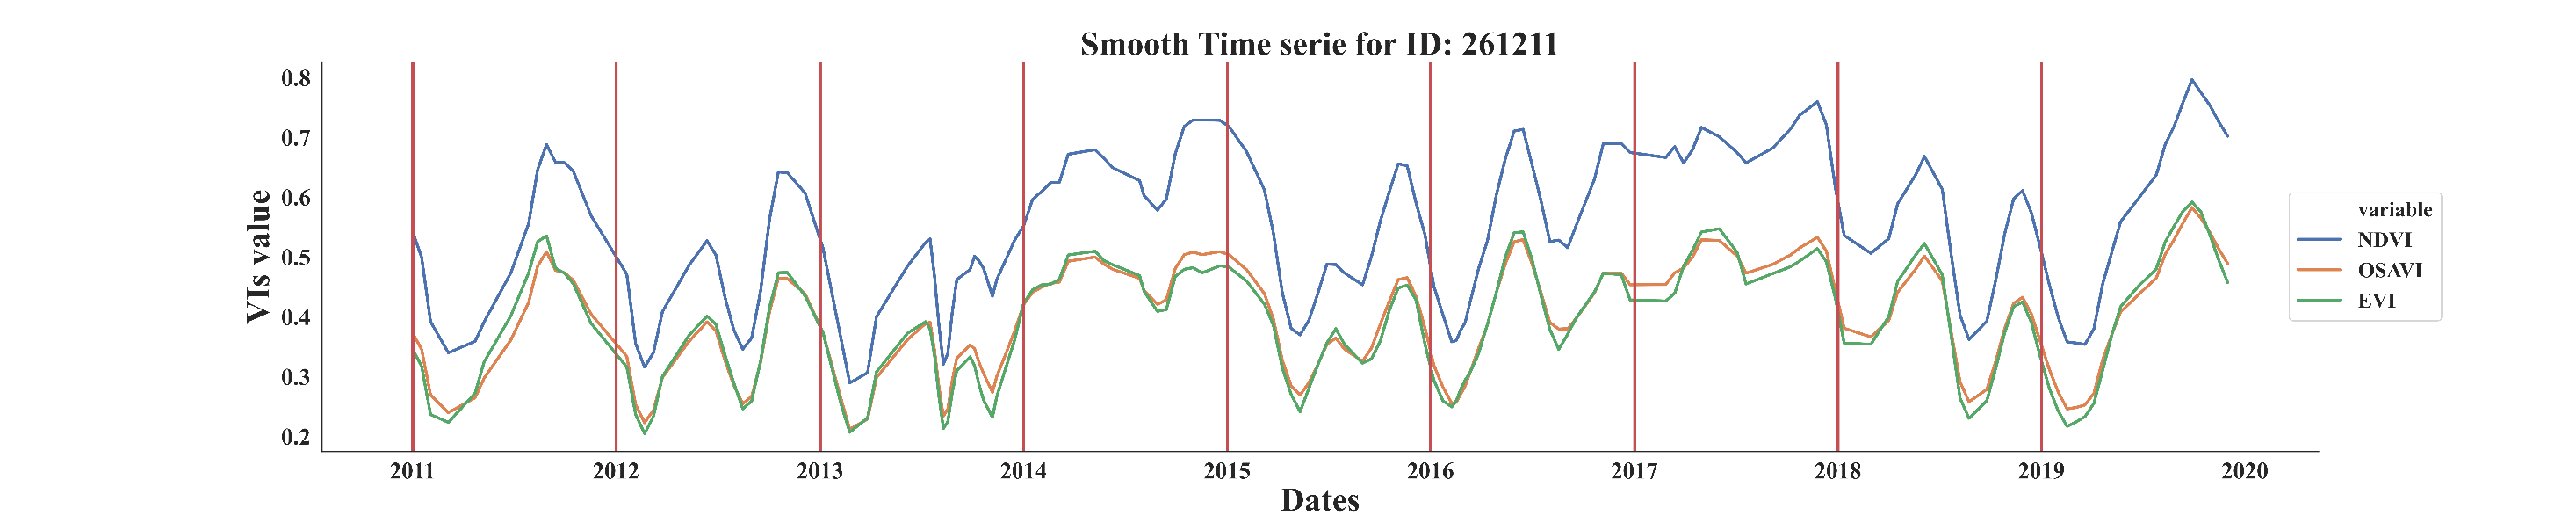 Smooth Time serie for ID: 261211
0.8
0.7
0.6
0.5
0.4
0.3
0.2
VIs value
2011 2012 2013 2014 2015 2016 2017 2018 2019 2020
Dates
variable
NDVI
OSAVI
EVI